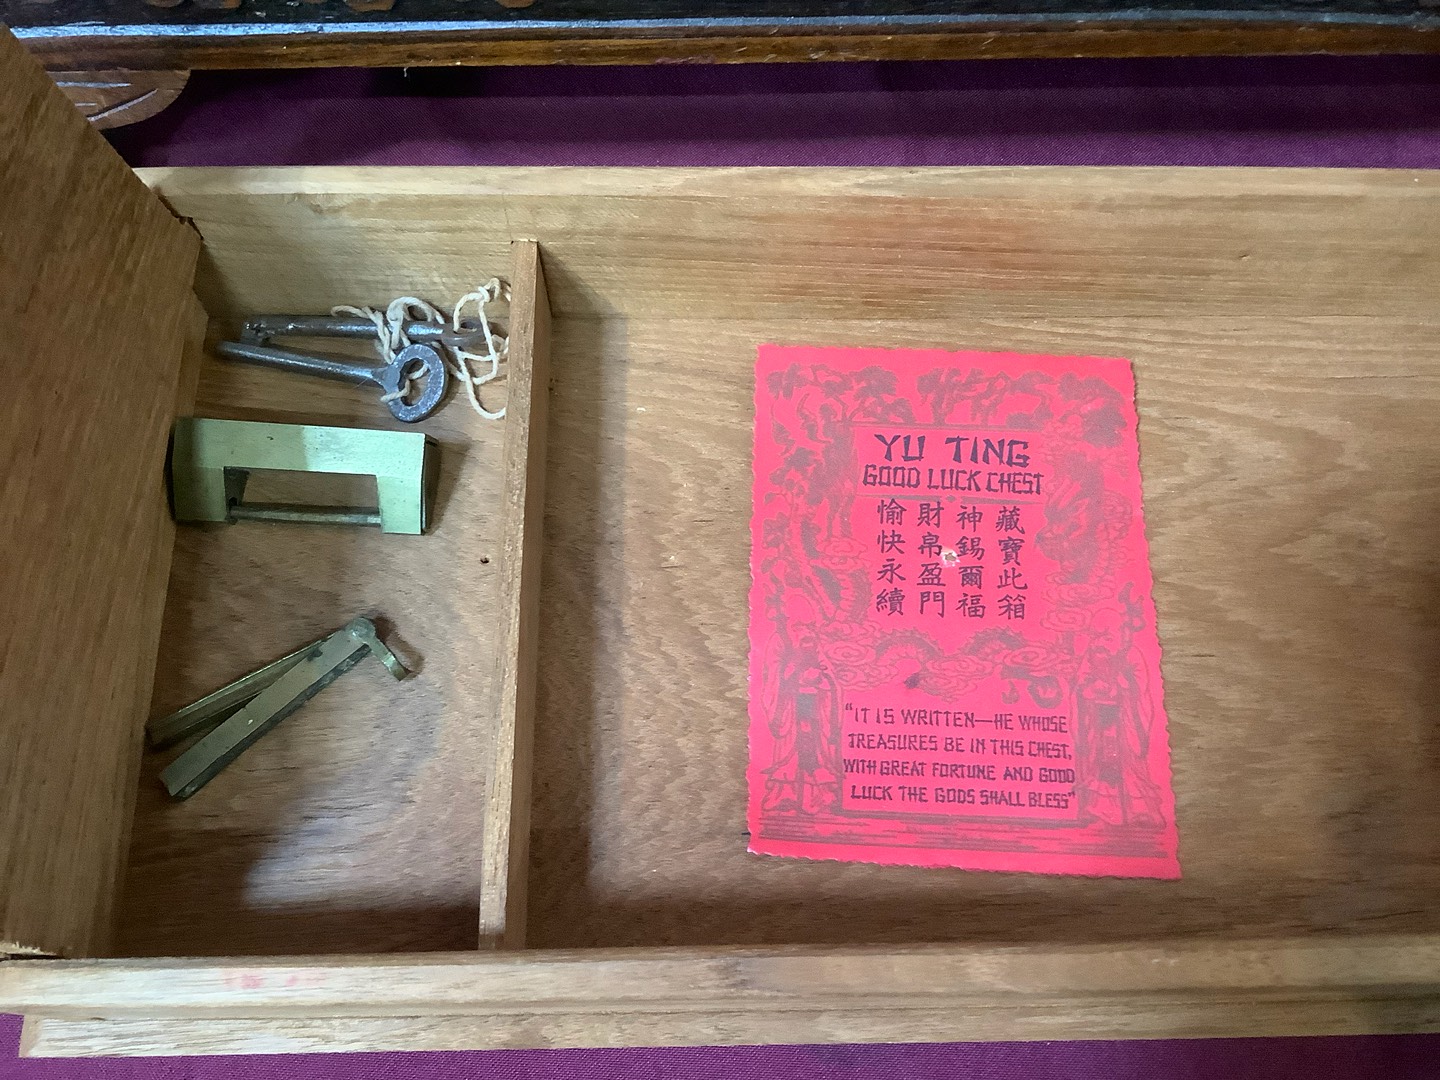 YU TING
GOOD LUCK CHEST
藏寶此箱
神錫爾福
財帛盈門
愉快永續
"IT IS WRITTEN—HE WHOSE
TREASURES BE IN THIS CHEST,
WITH GREAT FORTUNE AND GOOD
LUCK THE GODS SHALL BLESS"